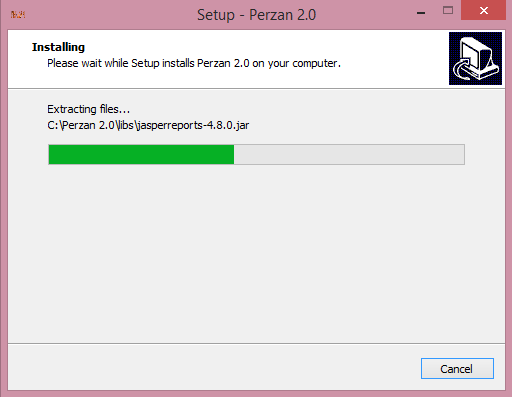 Setup - Perzan 2.0
Installing
Please wait while Setup installs Perzan 2.0 on your computer.
Extracting files...
C:\Perzan 2.0\libs\jasperreports-4.8.0.jar
Cancel